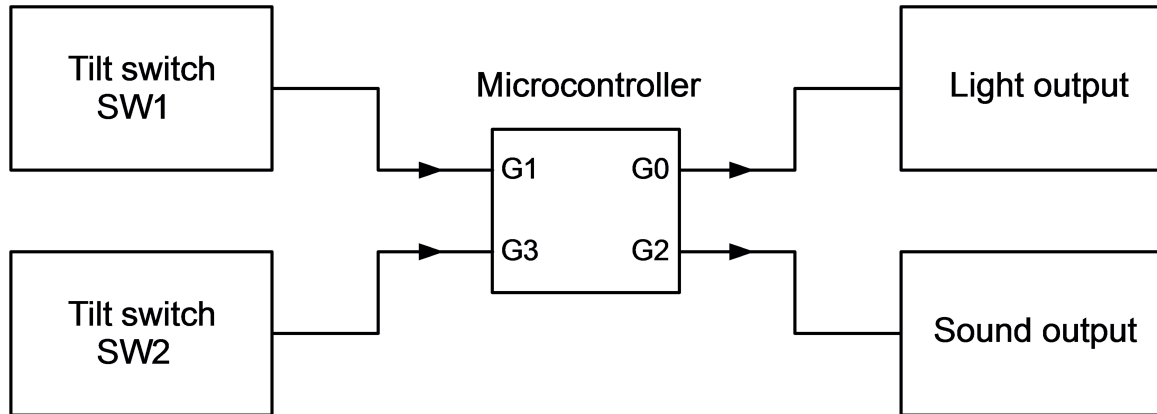 Tilt switch
SW1
Microcontroller
Light output
G1
G0
G3
G2
Tilt switch
SW2
Sound output